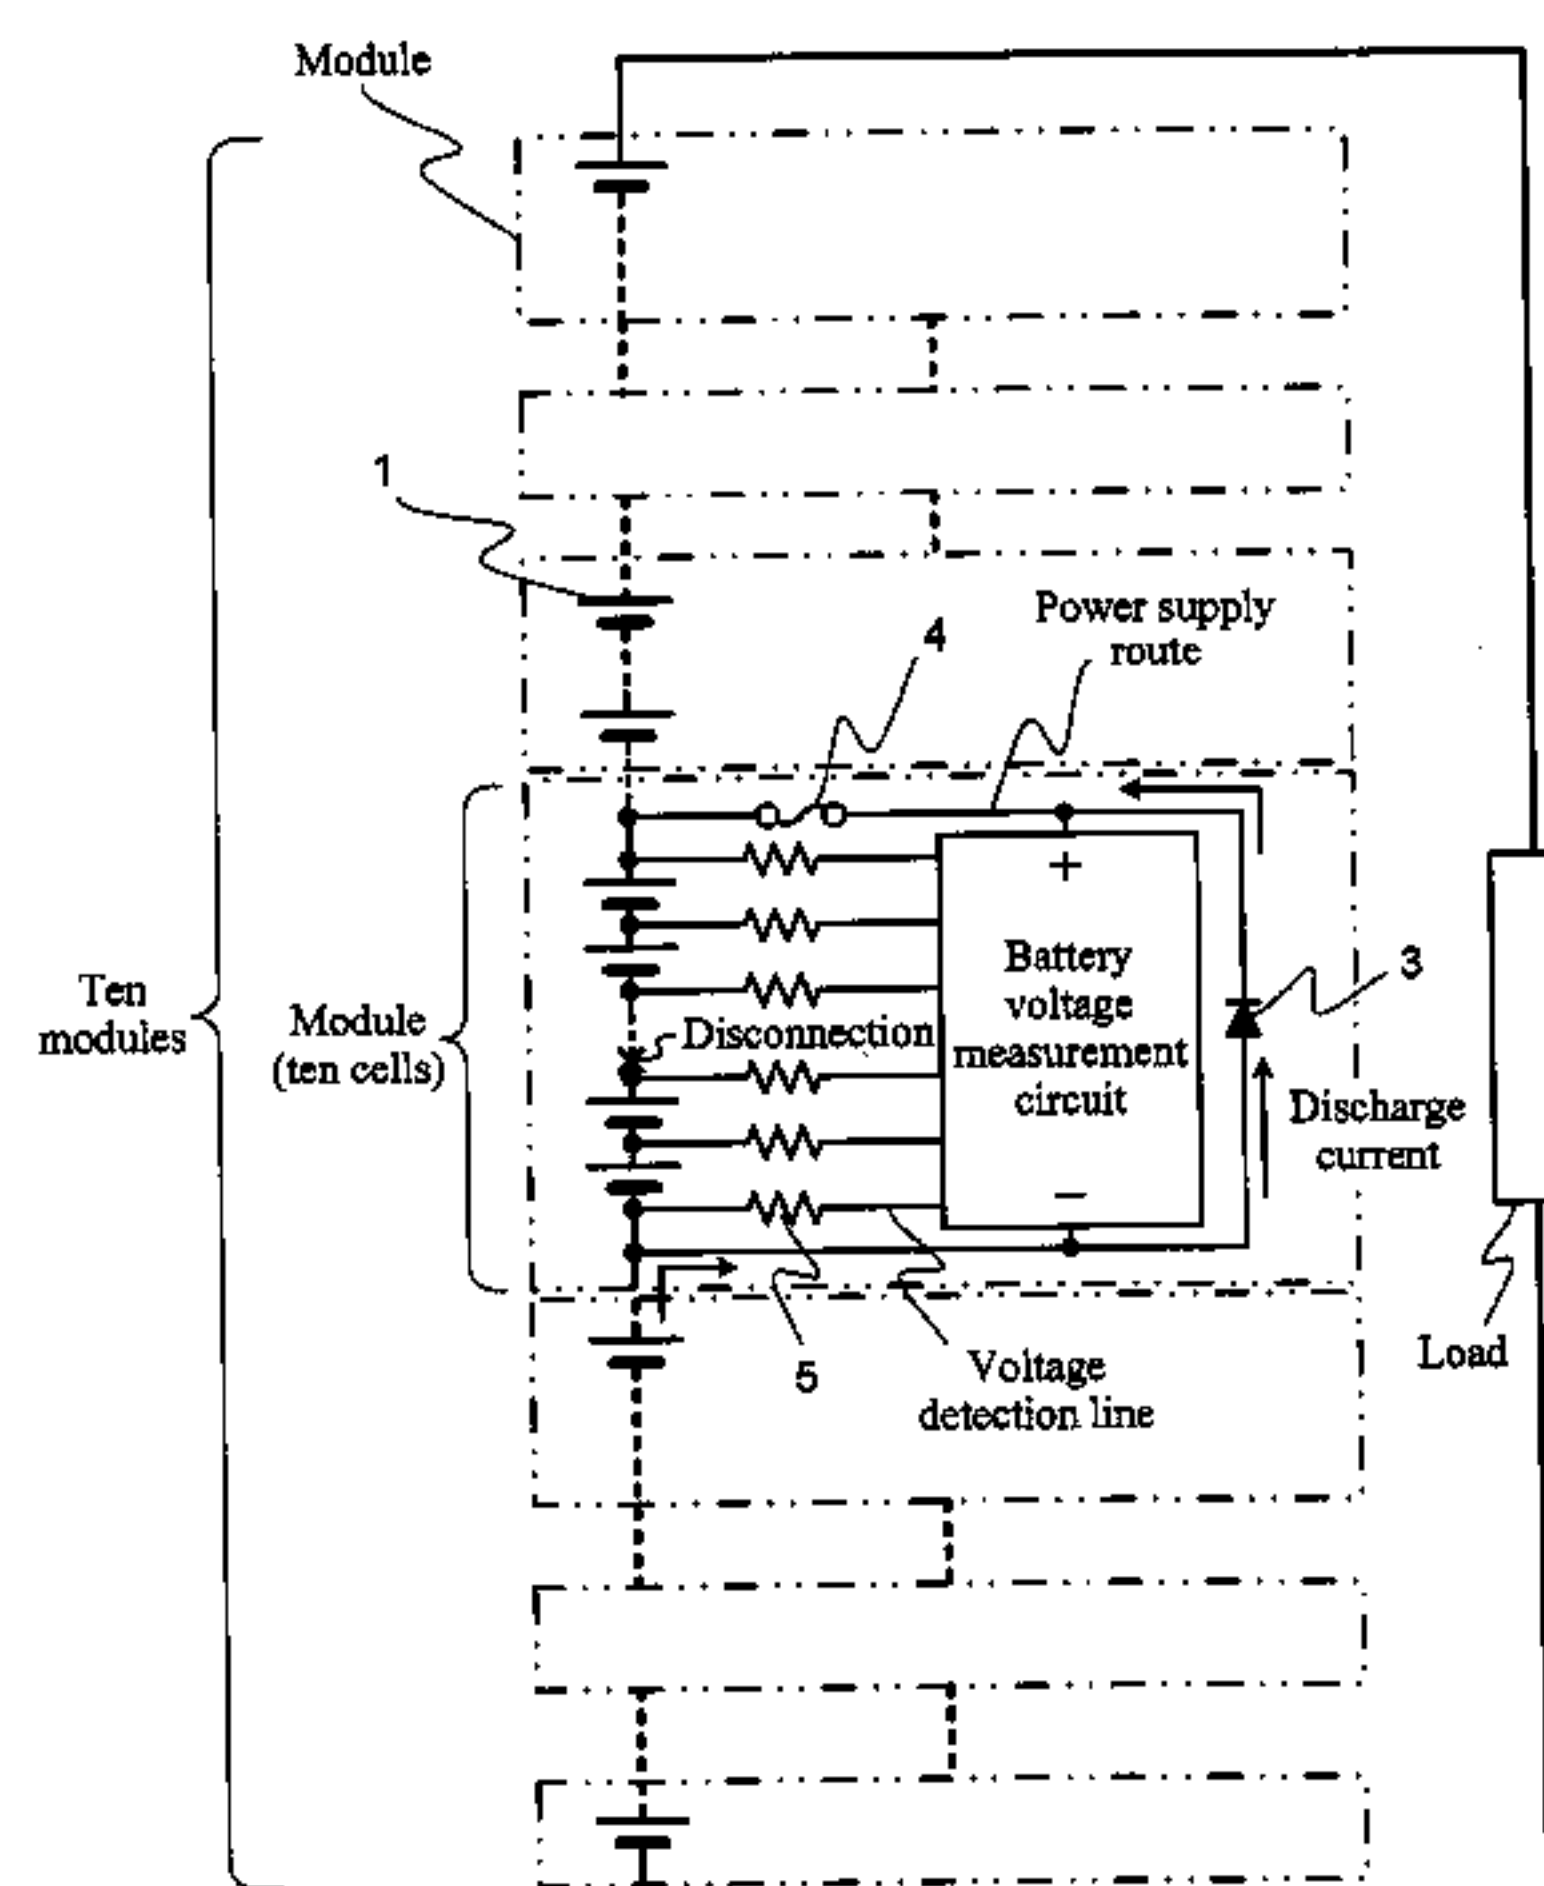 Module
1
4
Power supply
route
+
Battery
voltage
measurement
circuit
−
3
Ten
modules
Module
(ten cells)
Disconnection
Discharge
current
5
Voltage
detection line
Load